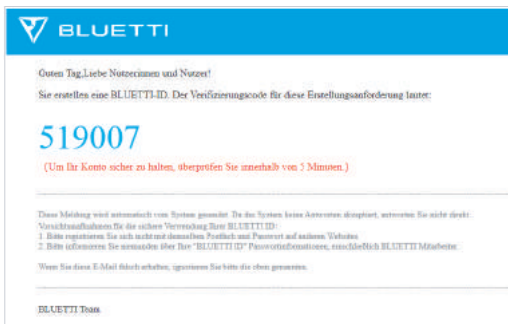 BLUETTI
Guten Tag,Liebe Nutzerinnen und Nutzer!
Sie erstellen eine BLUETTI-ID. Der Verifizierungscode für diese Erstellungsanforderung lautet:
519007
(Um Ihr Konto sicher zu halten, überprüfen Sie innerhalb von 5 Minuten.)
Diese Meldung wird automatisch vom System gesendet. Da das System keine Antworten akzeptiert, antworten Sie nicht direkt.
Vorsichtsmaßnahmen für die sichere Verwendung Ihrer BLUETTI ID:
1. Bitte registrieren Sie sich nicht mit demselben Postfach und Passwort auf anderen Websites
2. Bitte informieren Sie niemanden über Ihre "BLUETTI ID" Passwortinformationen, einschließlich BLUETTI Mitarbeiter.
Wenn Sie diese E-Mail fälsch erhalten, ignorieren Sie bitte die oben genannten.
BLUETTI Team